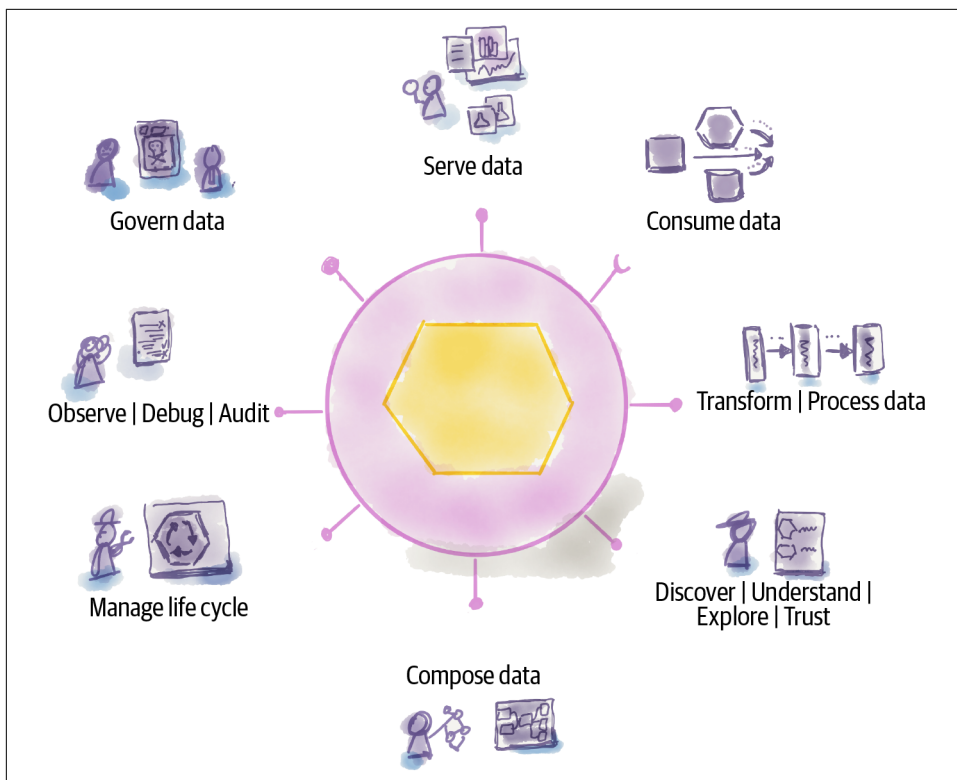 Serve data
Consume data
Govern data
Transform | Process data
Observe | Debug | Audit
Discover | Understand |
Explore | Trust
Manage life cycle
Compose data